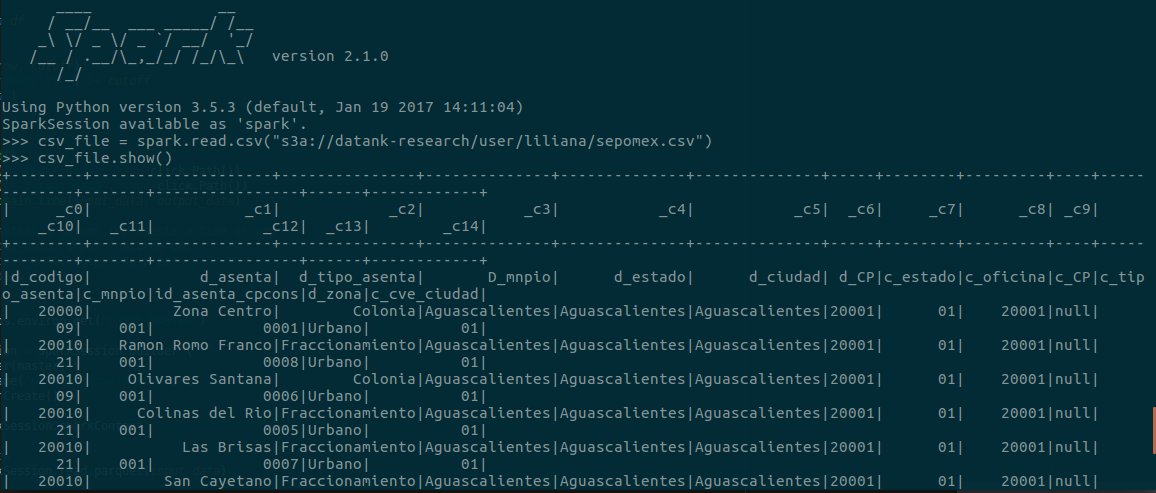 ____              __
     / __/__  ___ _____/ /__
    _\ \/ _ \/ _ `/ __/  '_/
   /__ / .__/\_,_/_/ /_/\_\   version 2.1.0
      /_/
Using Python version 3.5.3 (default, Jan 19 2017 14:11:04)
SparkSession available as 'spark'.
>>> csv_file = spark.read.csv("s3a://datank-research/user/liliana/sepomex.csv")
>>> csv_file.show()
+--------+--------------------+---------------+--------------+--------------+--------------+-----+--------+---------+----+-----
--------+-------+----------------+------+------------+
|     _c0|                 _c1|            _c2|           _c3|           _c4|           _c5|  _c6|     _c7|      _c8| _c9|
    _c10|   _c11|            _c12|  _c13|        _c14|
+--------+--------------------+---------------+--------------+--------------+--------------+-----+--------+---------+----+-----
--------+-------+----------------+------+------------+
|d_codigo|            d_asenta|  d_tipo_asenta|       D_mnpio|      d_estado|      d_ciudad| d_CP|c_estado|c_oficina|c_CP|c_tip
o_asenta|c_mnpio|id_asenta_cpcons|d_zona|c_cve_ciudad|
|   20000|         Zona Centro|        Colonia|Aguascalientes|Aguascalientes|Aguascalientes|20001|      01|    20001|null|
      09|    001|            0001|Urbano|          01|
|   20010|   Ramon Romo Franco|Fraccionamiento|Aguascalientes|Aguascalientes|Aguascalientes|20001|      01|    20001|null|
      21|    001|            0008|Urbano|          01|
|   20010|    Olivares Santana|        Colonia|Aguascalientes|Aguascalientes|Aguascalientes|20001|      01|    20001|null|
      09|    001|            0006|Urbano|          01|
|   20010|     Colinas del Rio|Fraccionamiento|Aguascalientes|Aguascalientes|Aguascalientes|20001|      01|    20001|null|
      21|    001|            0005|Urbano|          01|
|   20010|          Las Brisas|Fraccionamiento|Aguascalientes|Aguascalientes|Aguascalientes|20001|      01|    20001|null|
      21|    001|            0007|Urbano|          01|
|   20010|        San Cayetano|Fraccionamiento|Aguascalientes|Aguascalientes|Aguascalientes|20001|      01|    20001|null|